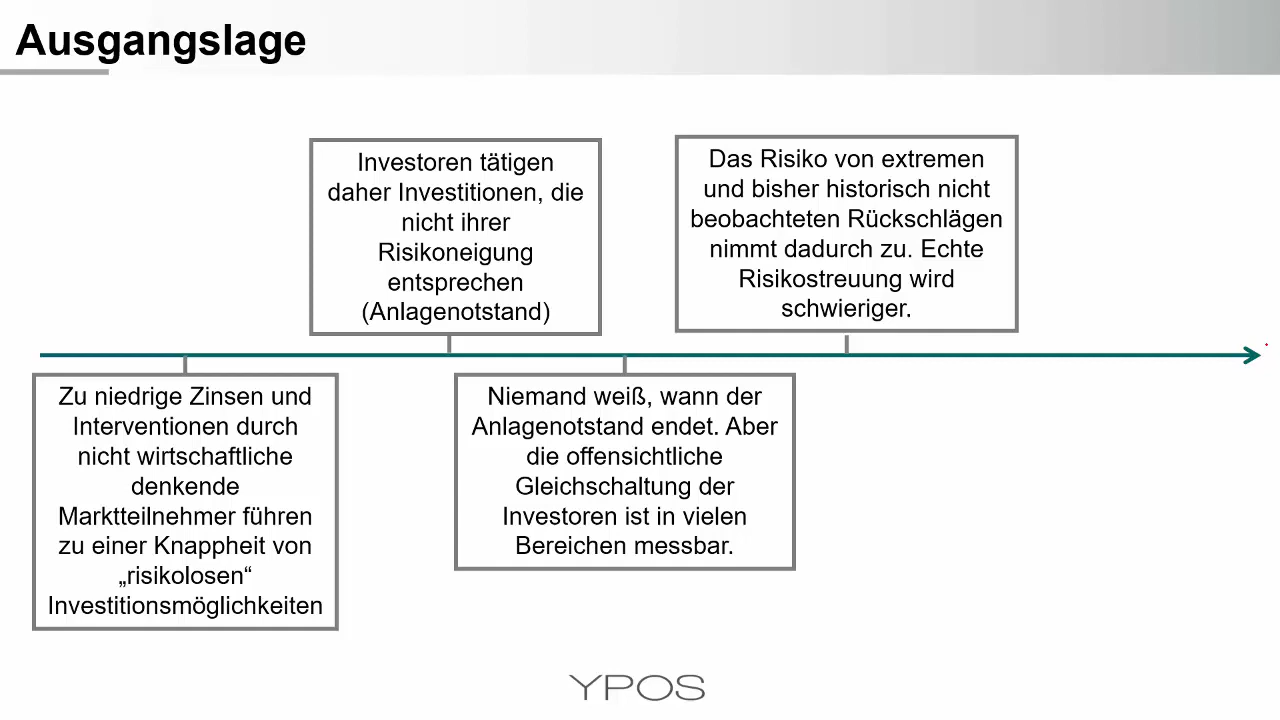 Ausgangslage
Investoren tätigen
daher Investitionen, die
nicht ihrer
Risikoneigung
entsprechen
(Anlagenotstand)
Das Risiko von extremen
und bisher historisch nicht
beobachteten Rückschlägen
nimmt dadurch zu. Echte
Risikostreuung wird
schwieriger.
Zu niedrige Zinsen und
Interventionen durch
nicht wirtschaftliche
denkende
Marktteilnehmer führen
zu einer Knappheit von
„risikolosen“
Investitionsmöglichkeiten
Niemand weiß, wann der
Anlagenotstand endet. Aber
die offensichtliche
Gleichschaltung der
Investoren ist in vielen
Bereichen messbar.
YPOS